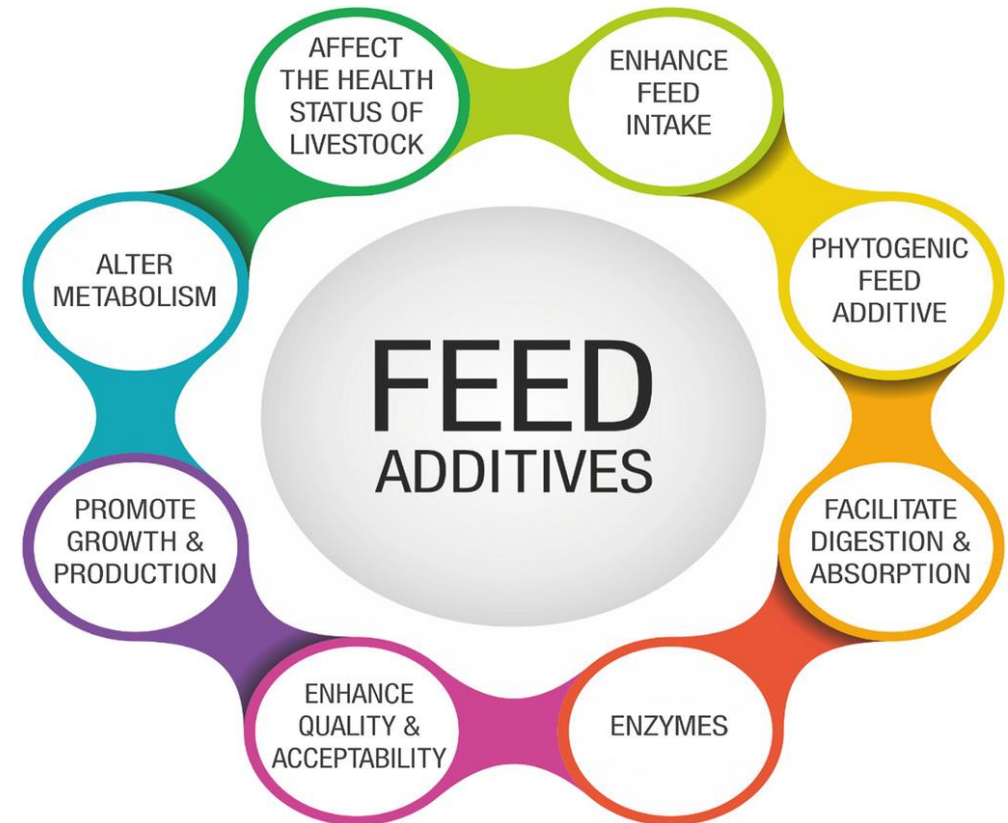 AFFECT
THE HEALTH
STATUS OF
LIVESTOCK
ENHANCE
FEED
INTAKE
PHYTOGENIC
FEED
ADDITIVE
FACILITATE
DIGESTION &
ABSORPTION
ENZYMES
ENHANCE
QUALITY &
ACCEPTABILITY
PROMOTE
GROWTH &
PRODUCTION
ALTER
METABOLISM
FEED
ADDITIVES